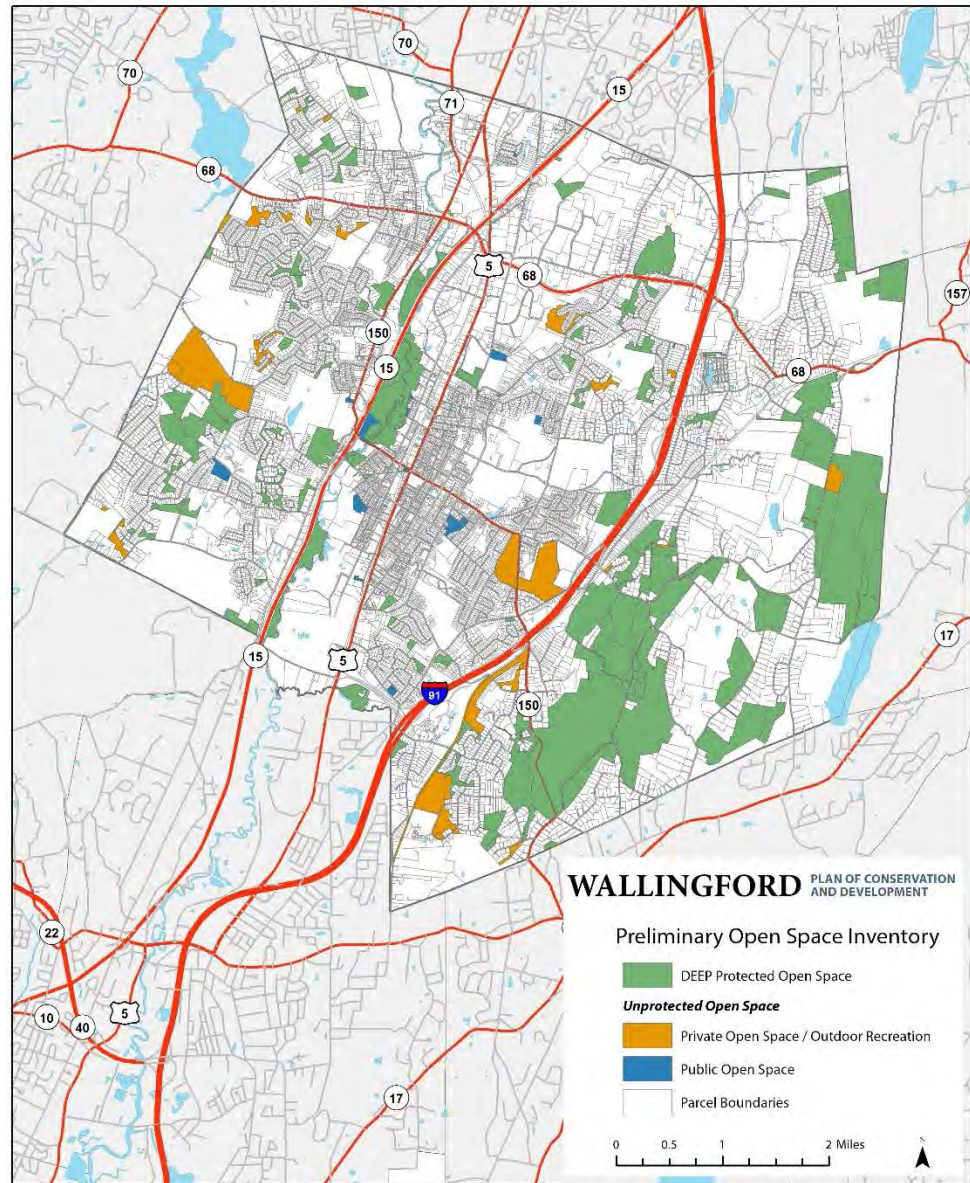 70
70
71
15
68
5
68
157
150
15
68
17
15
5
91
150
WALLINGFORD PLAN OF CONSERVATION
AND DEVELOPMENT
22
Preliminary Open Space Inventory
DEEP Protected Open Space
Unprotected Open Space
5
10
40
Private Open Space / Outdoor Recreation
Public Open Space
17
Parcel Boundaries
0 0.5 1 2 Miles
N